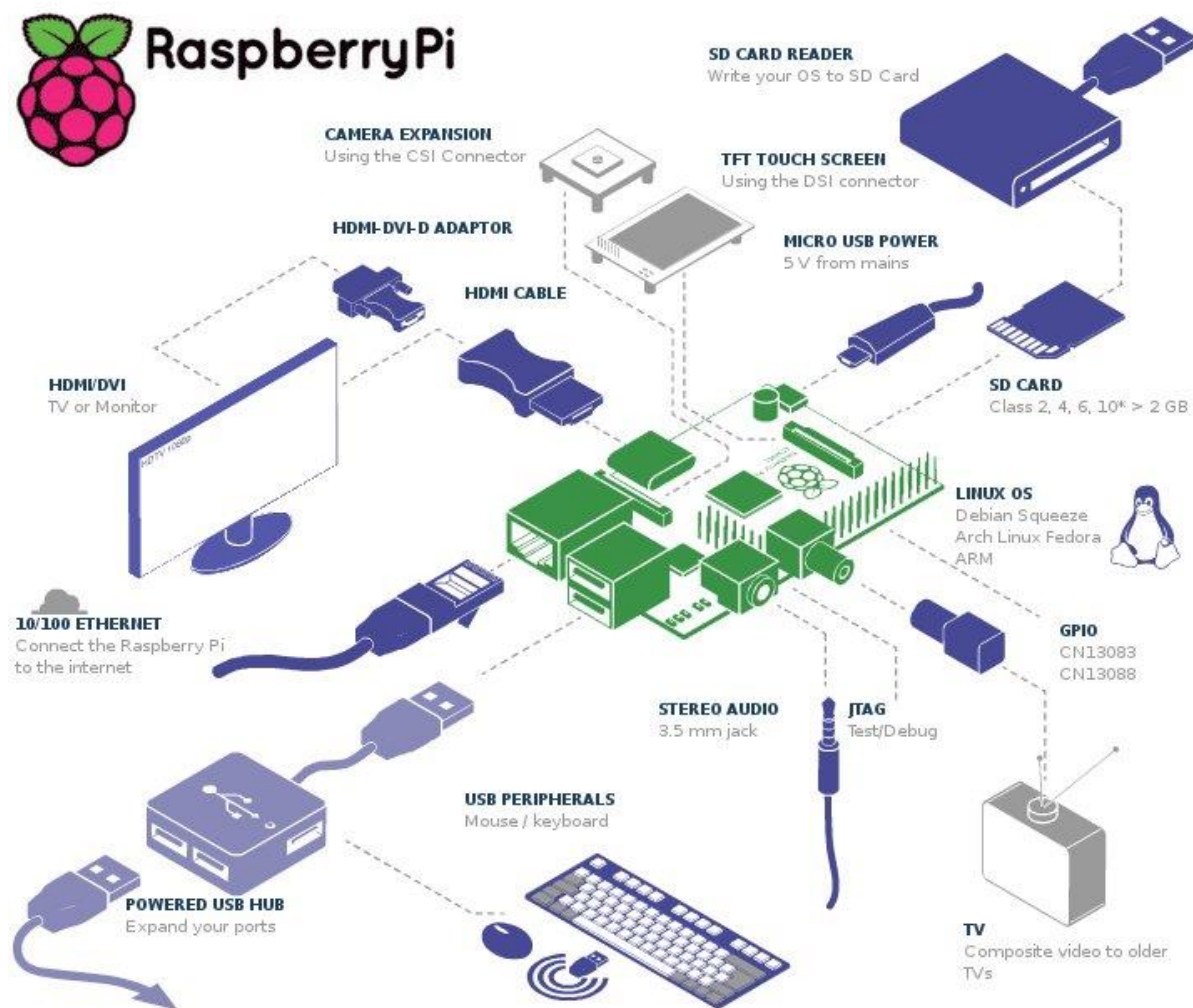 RaspberryPi
SD CARD READER
Write your OS to SD Card
CAMERA EXPANSION
Using the CSI Connector
TFT TOUCH SCREEN
Using the DSI connector
HDMI-DVI-D ADAPTOR
MICRO USB POWER
5 V from mains
HDMI CABLE
HDMI/DVI
TV or Monitor
HDTV 1080p
SD CARD
Class 2, 4, 6, 10* > 2 GB
LINUX OS
Debian Squeeze
Arch Linux Fedora
ARM
10/100 ETHERNET
Connect the Raspberry Pi
to the internet
GPIO
CN13083
CN13088
STEREO AUDIO
3.5 mm jack
JTAG
Test/Debug
USB PERIPHERALS
Mouse / keyboard
POWERED USB HUB
Expand your ports
TV
Composite video to older
TVs